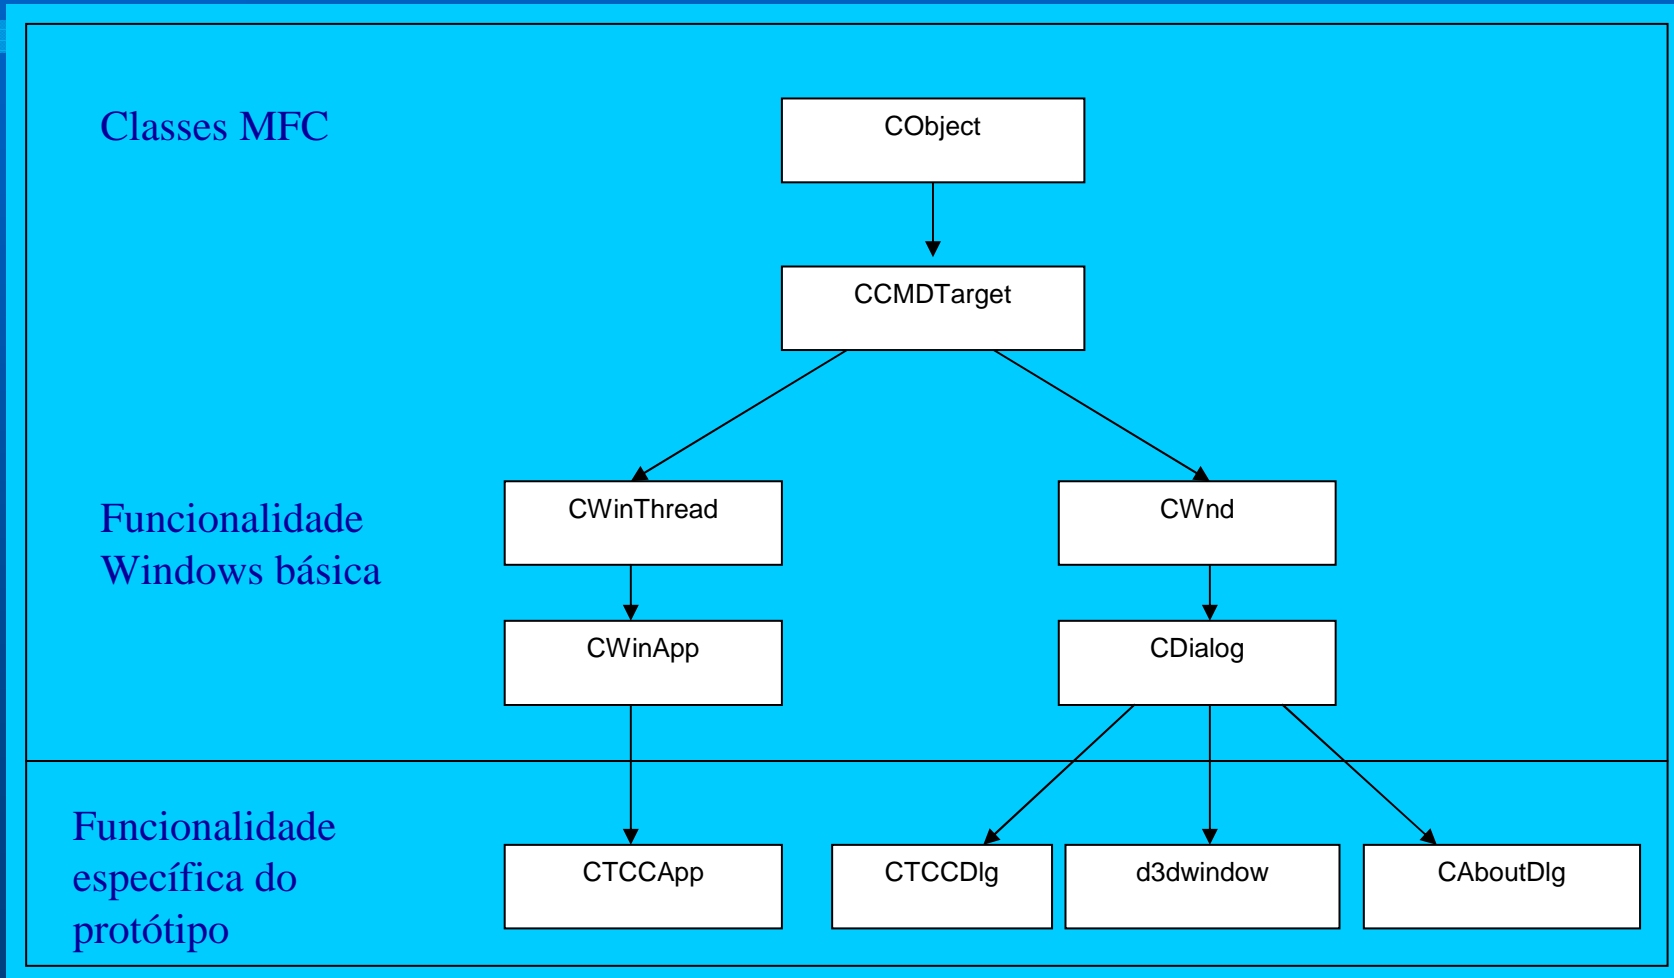 Classes MFC
CObject
CCMDTarget
Funcionalidade
Windows básica
CWinThread
CWnd
CWinApp
CDialog
Funcionalidade
específica do
protótipo
CTCCApp
CTCCDlg
d3dwindow
CAboutDlg